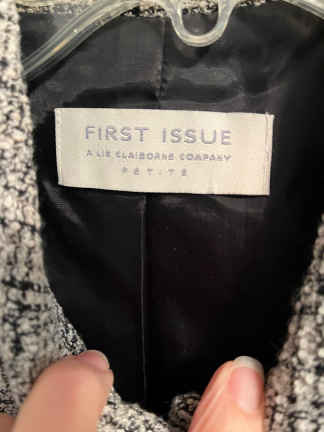 FIRST ISSUE
A LIZ CLAIBORNE COMPANY
PETITE